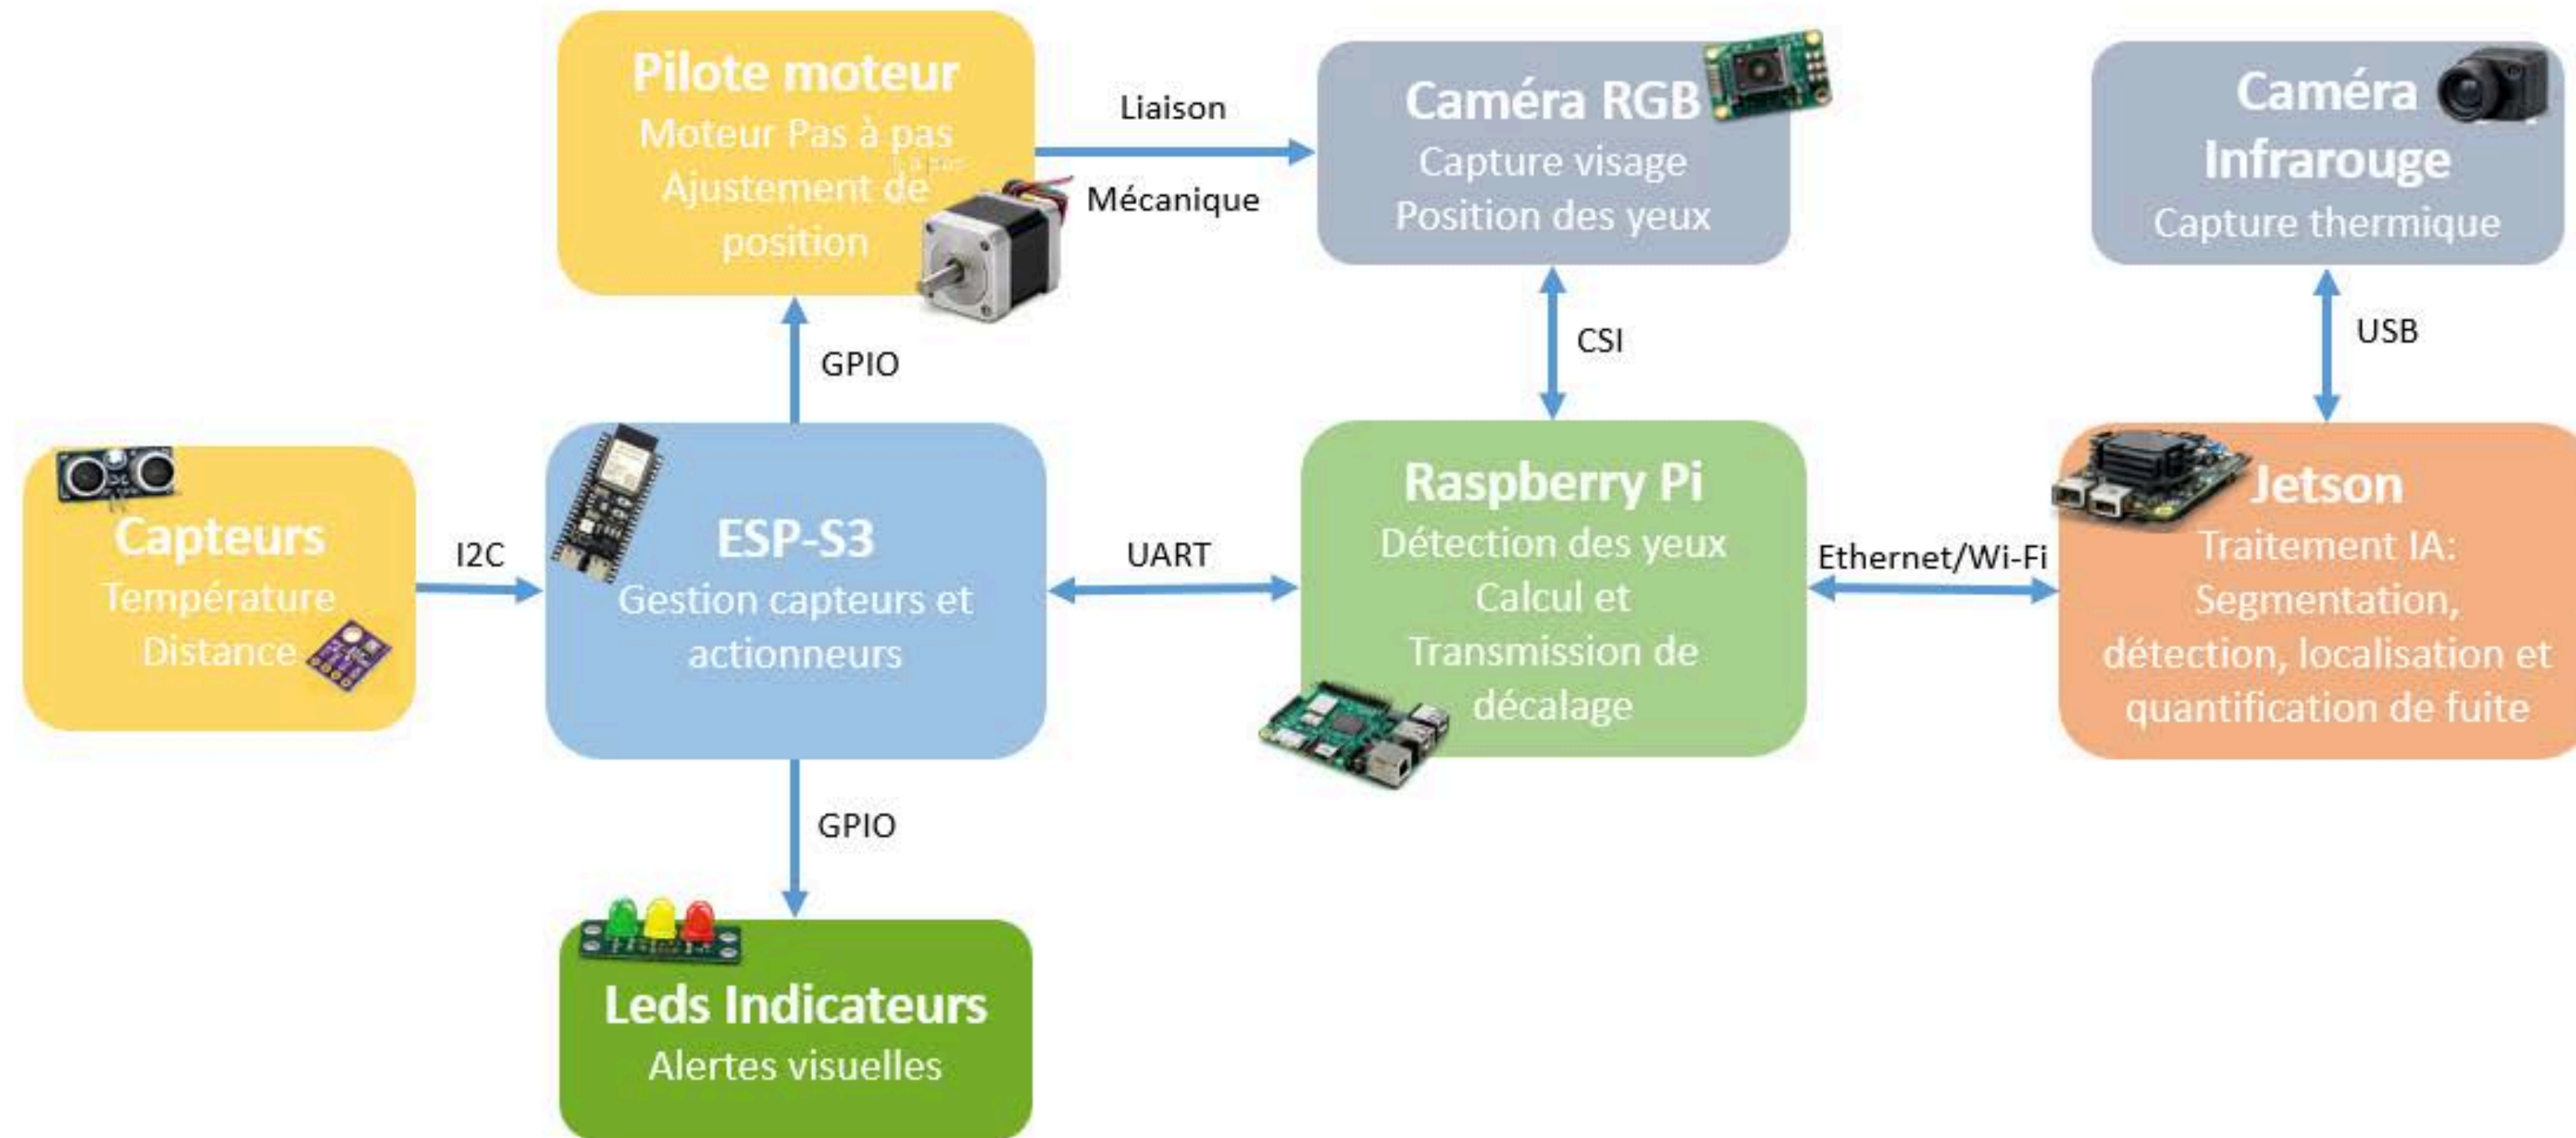 Pilote moteur
Moteur Pas à pas
Ajustement de
position
Liaison
Mécanique
Caméra RGB
Capture visage
Position des yeux
Caméra
Infrarouge
Capture thermique
GPIO
CSI
USB
Capteurs
Température
Distance
I2C
ESP-S3
Gestion capteurs et
actionneurs
UART
Raspberry Pi
Détection des yeux
Calcul et
Transmission de
décalage
Ethernet/Wi-Fi
Jetson
Traitement IA:
Segmentation,
détection, localisation et
quantification de fuite
GPIO
Leds Indicateurs
Alertes visuelles